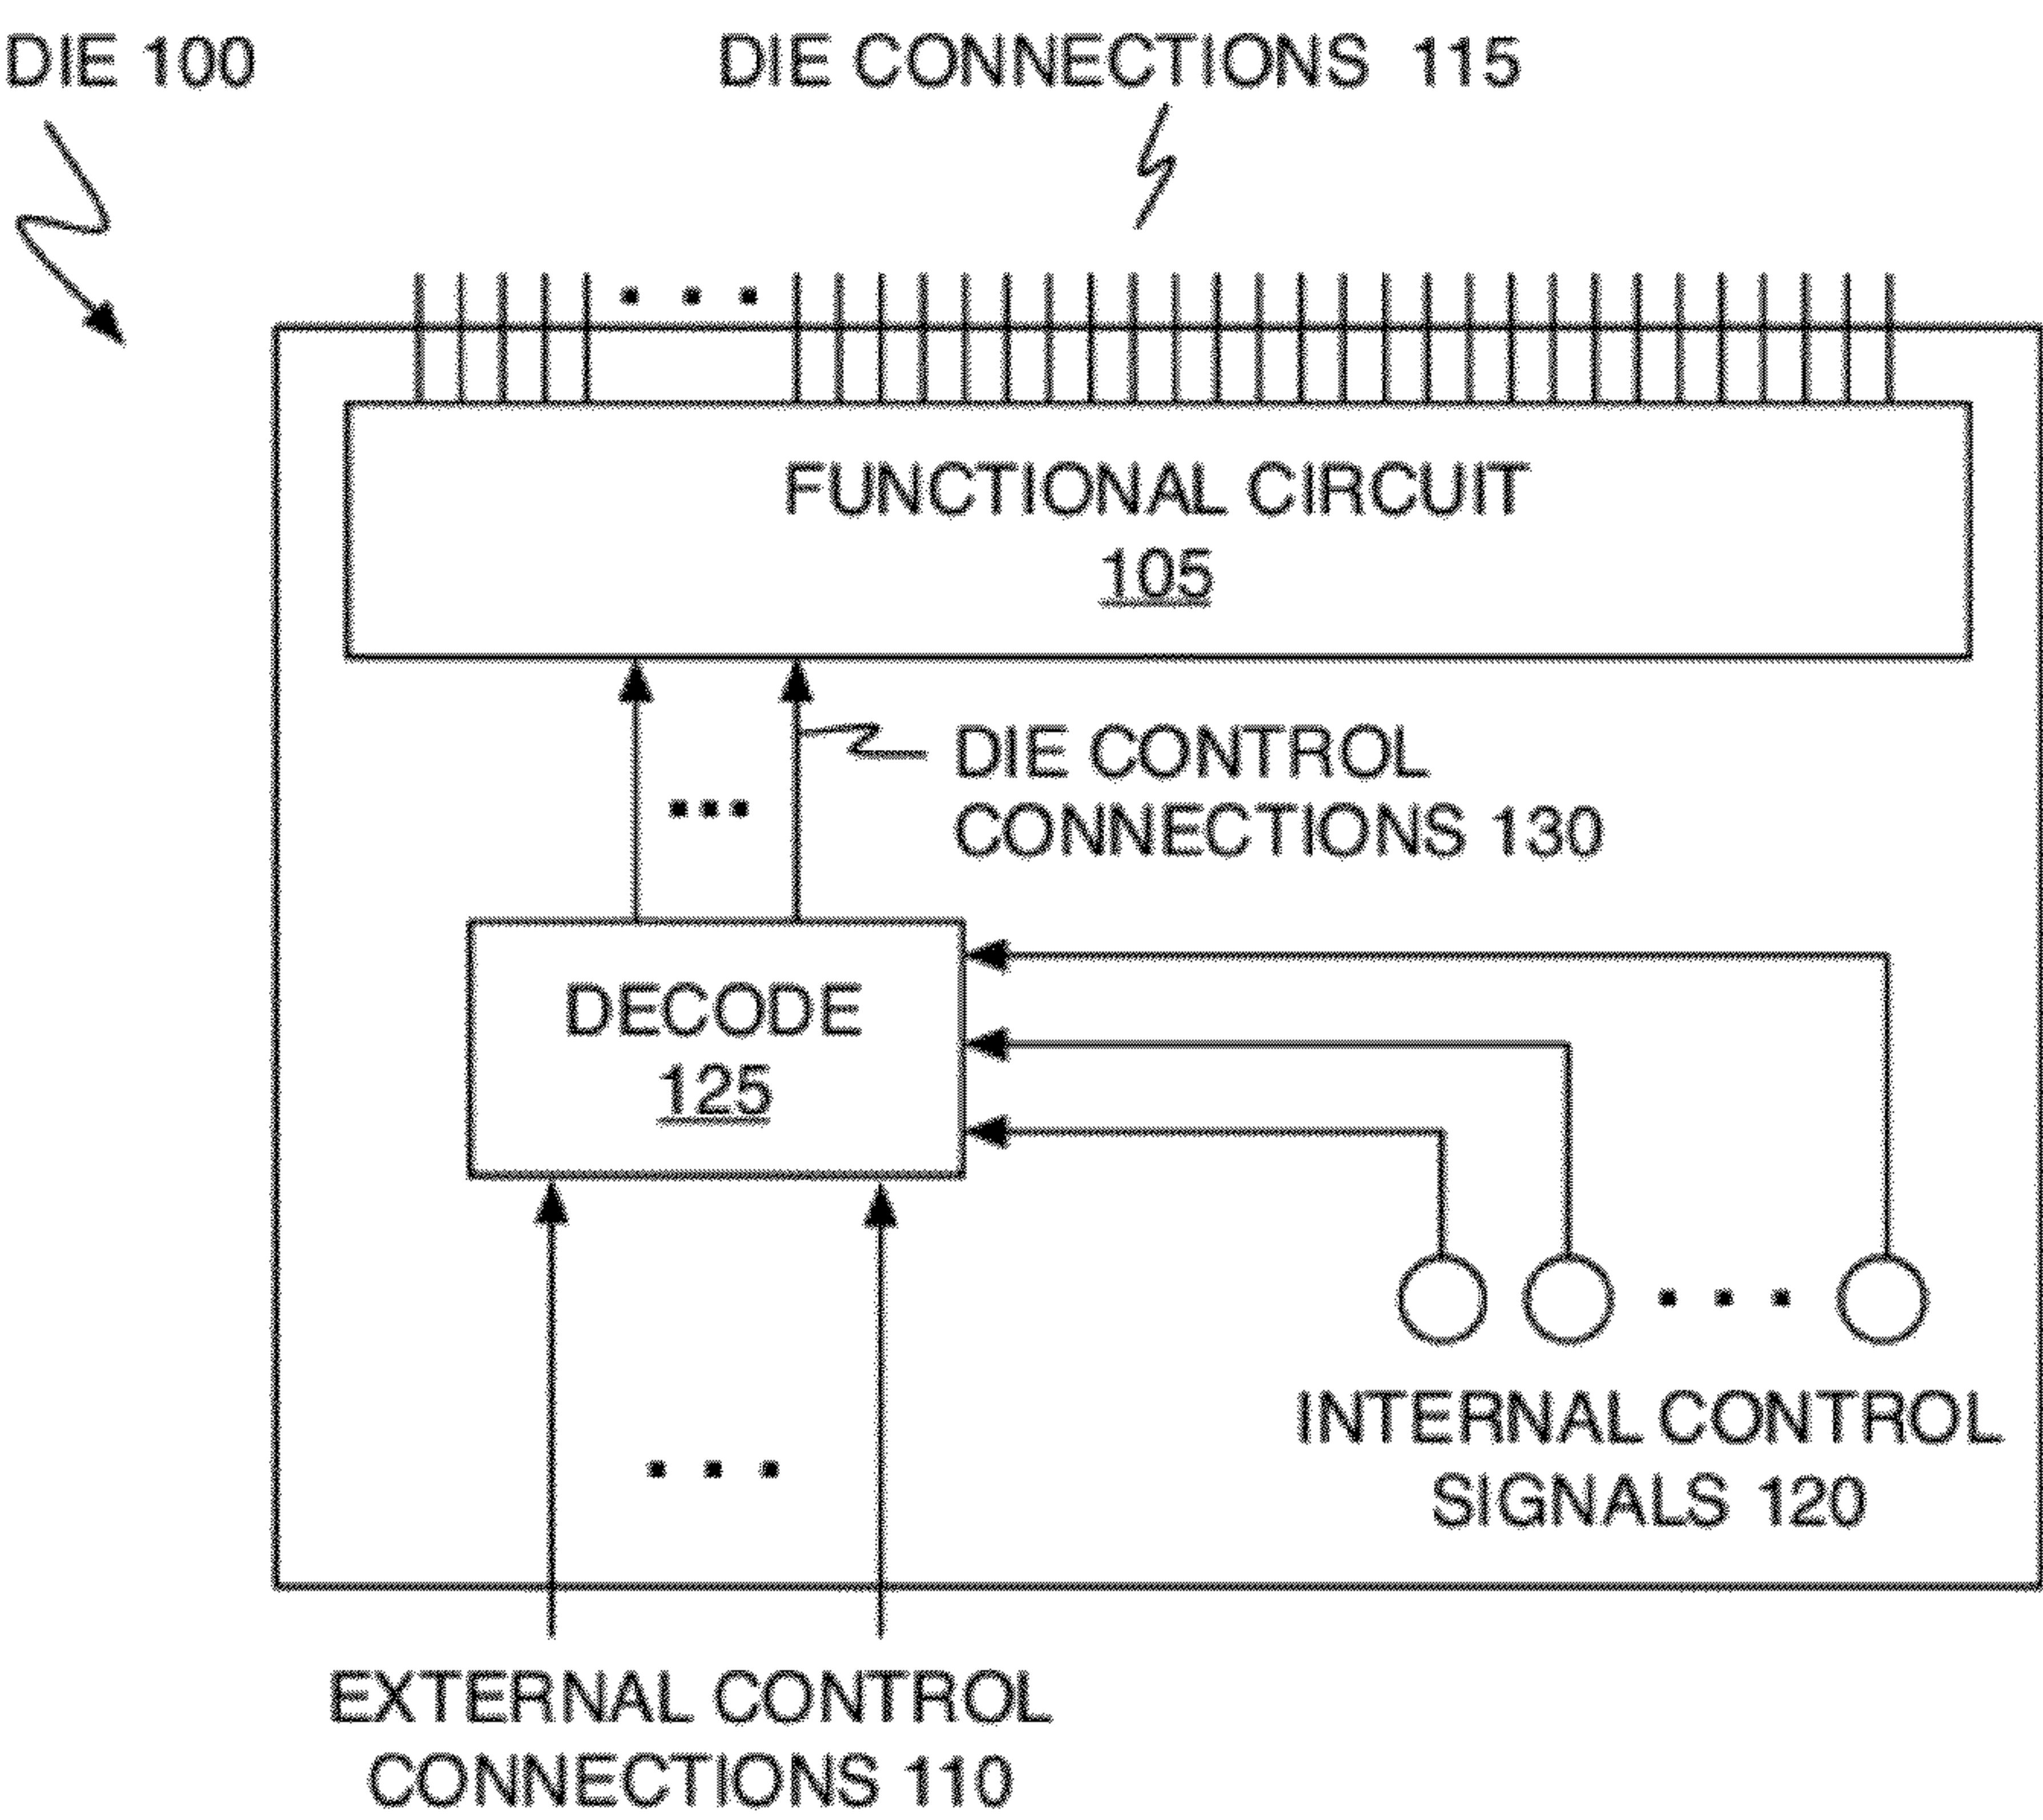 DIE 100
DIE CONNECTIONS 115
FUNCTIONAL CIRCUIT
105
DIE CONTROL
CONNECTIONS 130
DECODE
125
INTERNAL CONTROL
SIGNALS 120
EXTERNAL CONTROL
CONNECTIONS 110